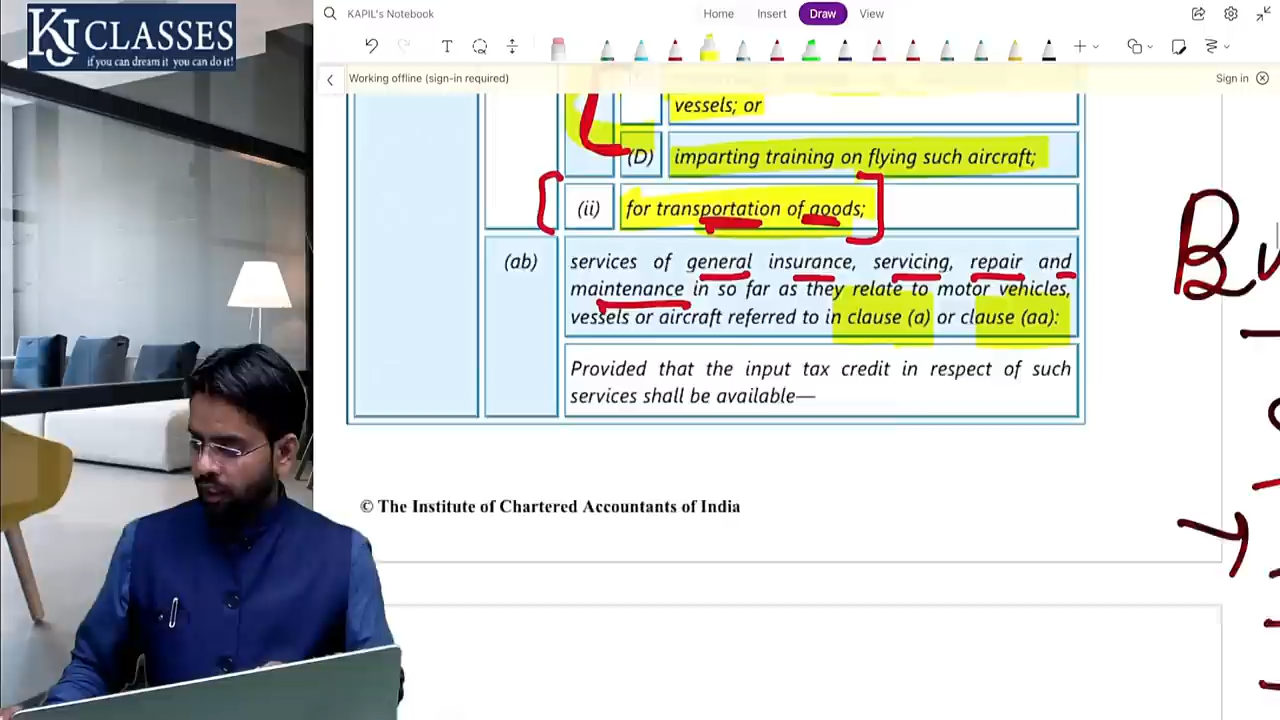 KJ CLASSES
if you can dream it you can do it!
KAPIL's Notebook
Home Insert Draw View
Working offline (sign-in required)
Sign in
vessels; or
(D) imparting training on flying such aircraft;
(ii) for transportation of goods;
(ab) services of general insurance, servicing, repair and
maintenance in so far as they relate to motor vehicles,
vessels or aircraft referred to in clause (a) or clause (aa):
Provided that the input tax credit in respect of such
services shall be available—
© The Institute of Chartered Accountants of India